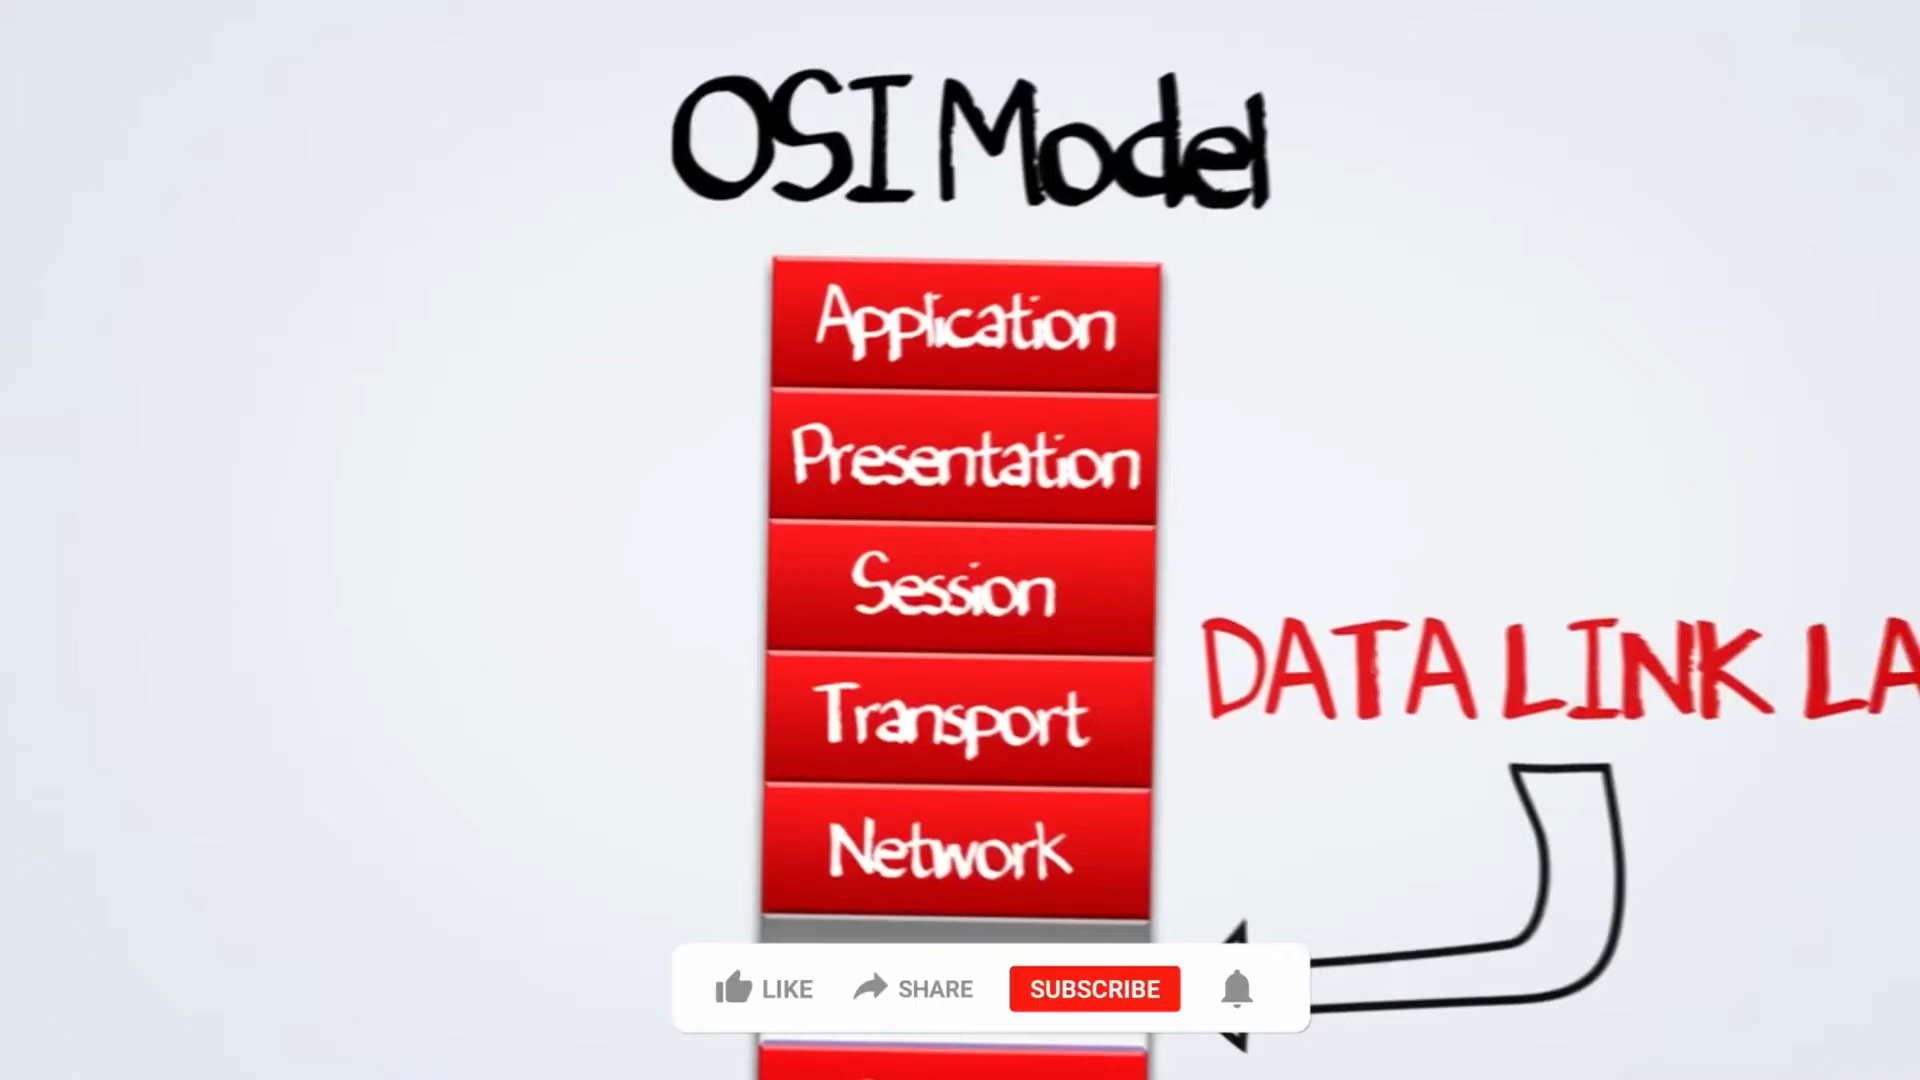 OSI Model
Application
Presentation
Session
DATA LINK LA
Transport
Network
LIKE SHARE SUBSCRIBE